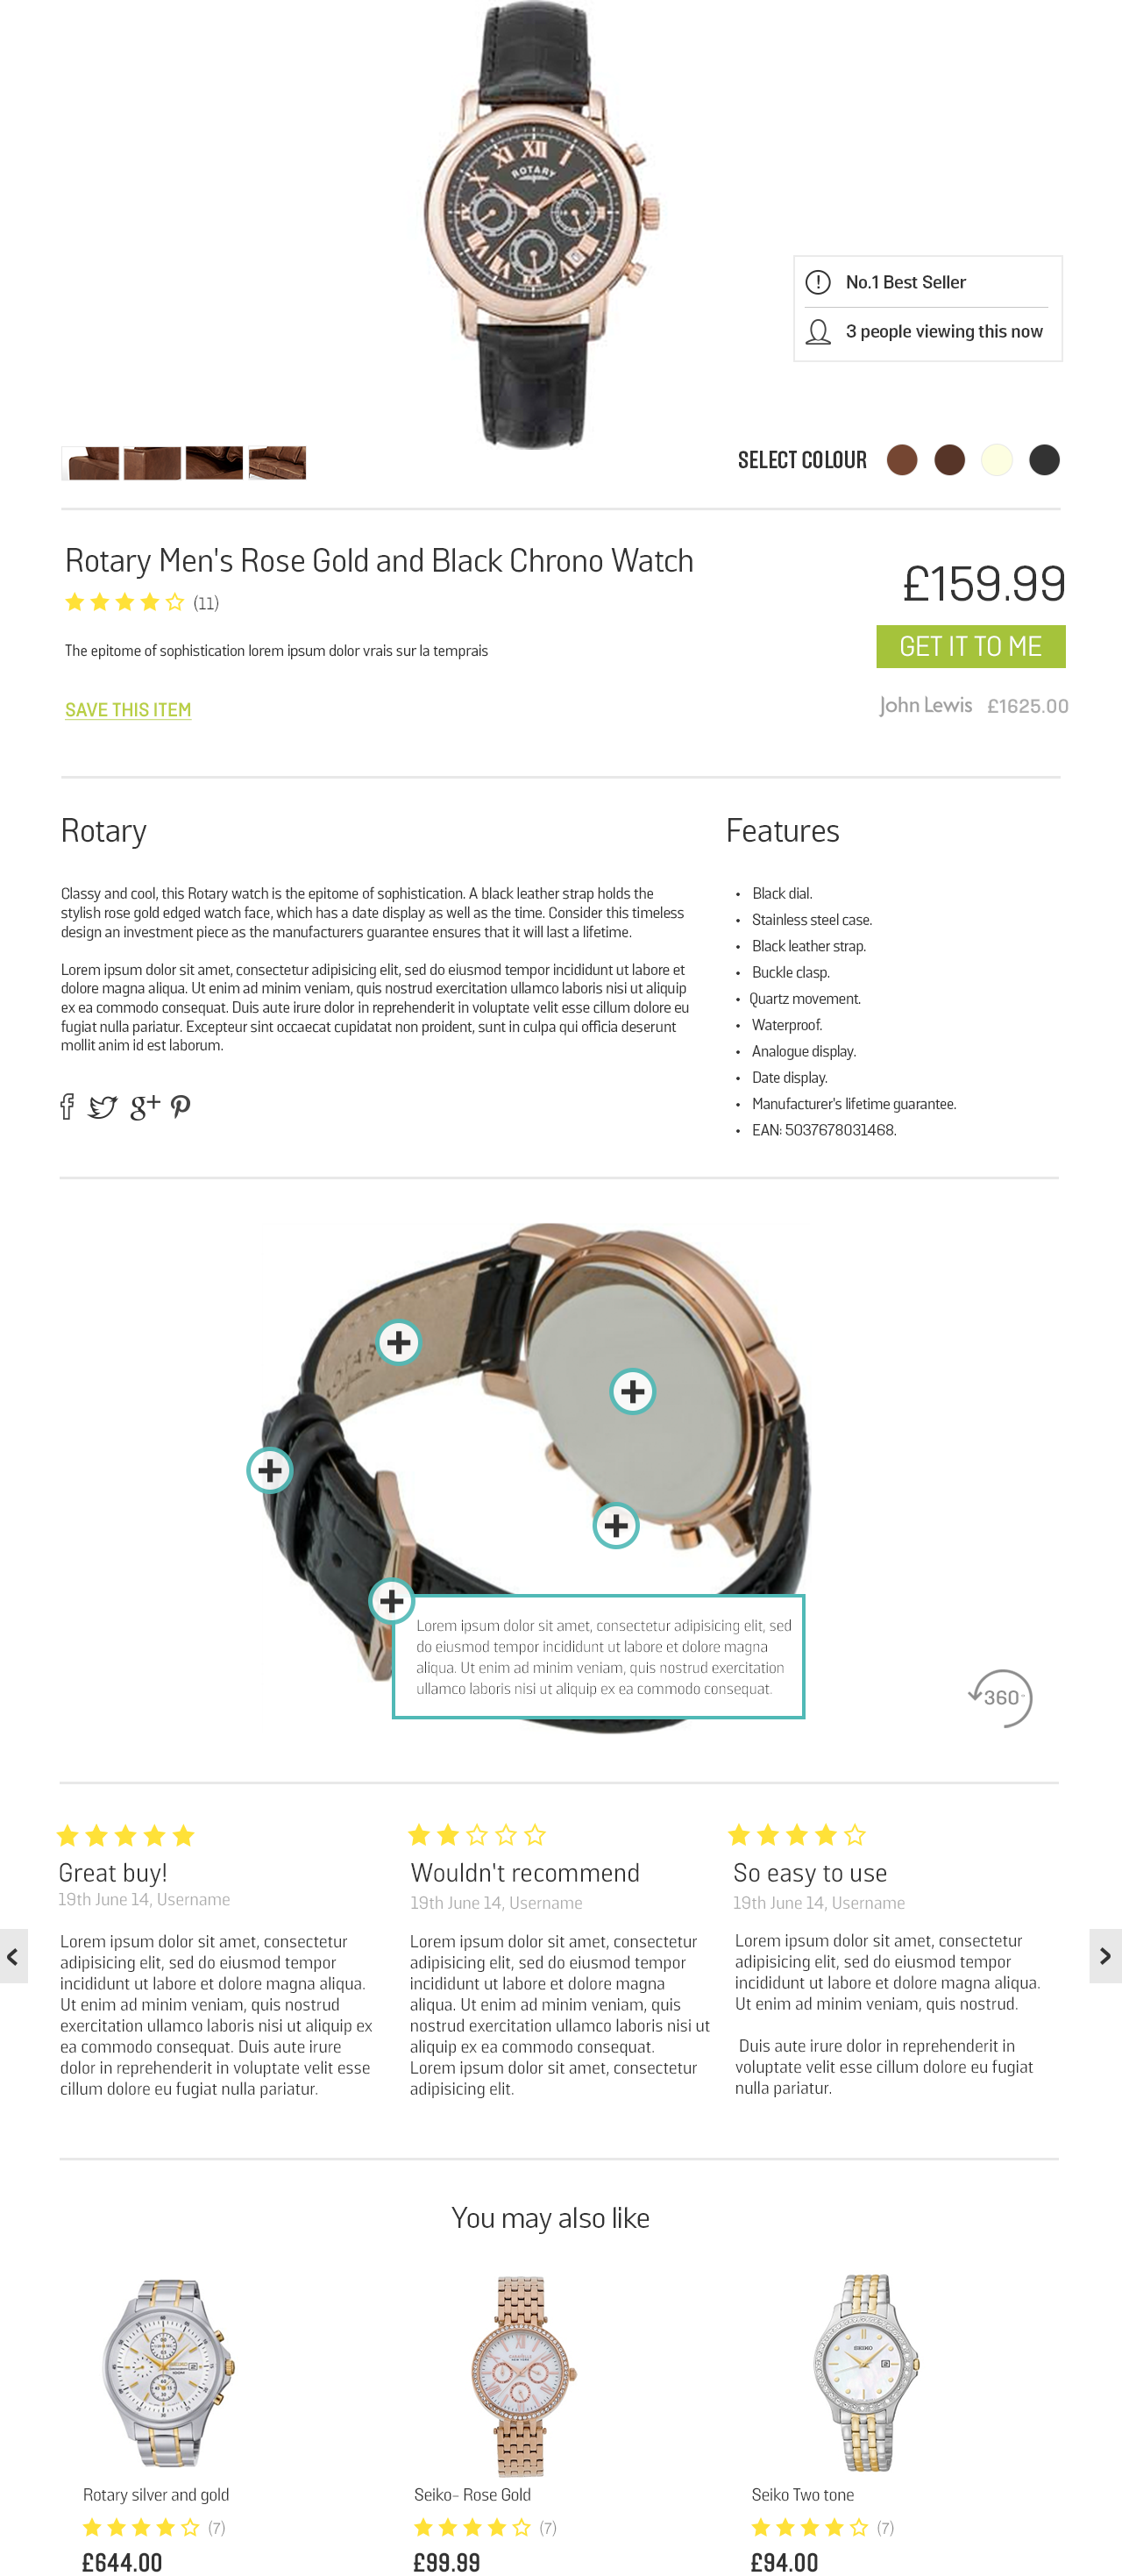 XII
I
XI
X
IX
ROTARY
No.1 Best Seller
3 people viewing this now
SELECT COLOUR
Rotary Men's Rose Gold and Black Chrono Watch
(11)
£159.99
The epitome of sophistication lorem ipsum dolor vrais sur la temprais
GET IT TO ME
SAVE THIS ITEM
John Lewis £1625.00
Rotary
Classy and cool, this Rotary watch is the epitome of sophistication. A black leather strap holds the
stylish rose gold edged watch face, which has a date display as well as the time. Consider this timeless
design an investment piece as the manufacturers guarantee ensures that it will last a lifetime.
Lorem ipsum dolor sit amet, consectetur adipisicing elit, sed do eiusmod tempor incididunt ut labore et
dolore magna aliqua. Ut enim ad minim veniam, quis nostrud exercitation ullamco laboris nisi ut aliquip
ex ea commodo consequat. Duis aute irure dolor in reprehenderit in voluptate velit esse cillum dolore eu
fugiat nulla pariatur. Excepteur sint occaecat cupidatat non proident, sunt in culpa qui officia deserunt
mollit anim id est laborum.
Features
• Black dial.
• Stainless steel case.
• Black leather strap.
• Buckle clasp.
• Quartz movement.
• Waterproof.
• Analogue display.
• Date display.
• Manufacturer's lifetime guarantee.
• EAN: 5037678031468.
Lorem ipsum dolor sit amet, consectetur adipisicing elit, sed
do eiusmod tempor incididunt ut labore et dolore magna
aliqua. Ut enim ad minim veniam, quis nostrud exercitation
ullamco laboris nisi ut aliquip ex ea commodo consequat.
360°
Great buy!
19th June 14, Username
Lorem ipsum dolor sit amet, consectetur
adipisicing elit, sed do eiusmod tempor
incididunt ut labore et dolore magna aliqua.
Ut enim ad minim veniam, quis nostrud
exercitation ullamco laboris nisi ut aliquip ex
ea commodo consequat. Duis aute irure
dolor in reprehenderit in voluptate velit esse
cillum dolore eu fugiat nulla pariatur.
Wouldn't recommend
19th June 14, Username
Lorem ipsum dolor sit amet, consectetur
adipisicing elit, sed do eiusmod tempor
incididunt ut labore et dolore magna
aliqua. Ut enim ad minim veniam, quis
nostrud exercitation ullamco laboris nisi ut
aliquip ex ea commodo consequat.
Lorem ipsum dolor sit amet, consectetur
adipisicing elit.
So easy to use
19th June 14, Username
Lorem ipsum dolor sit amet, consectetur
adipisicing elit, sed do eiusmod tempor
incididunt ut labore et dolore magna aliqua.
Ut enim ad minim veniam, quis nostrud.
Duis aute irure dolor in reprehenderit in
voluptate velit esse cillum dolore eu fugiat
nulla pariatur.
You may also like
SEIKO
Rotary silver and gold
(7)
£644.00
Seiko- Rose Gold
(7)
£99.99
Seiko Two tone
(7)
£94.00